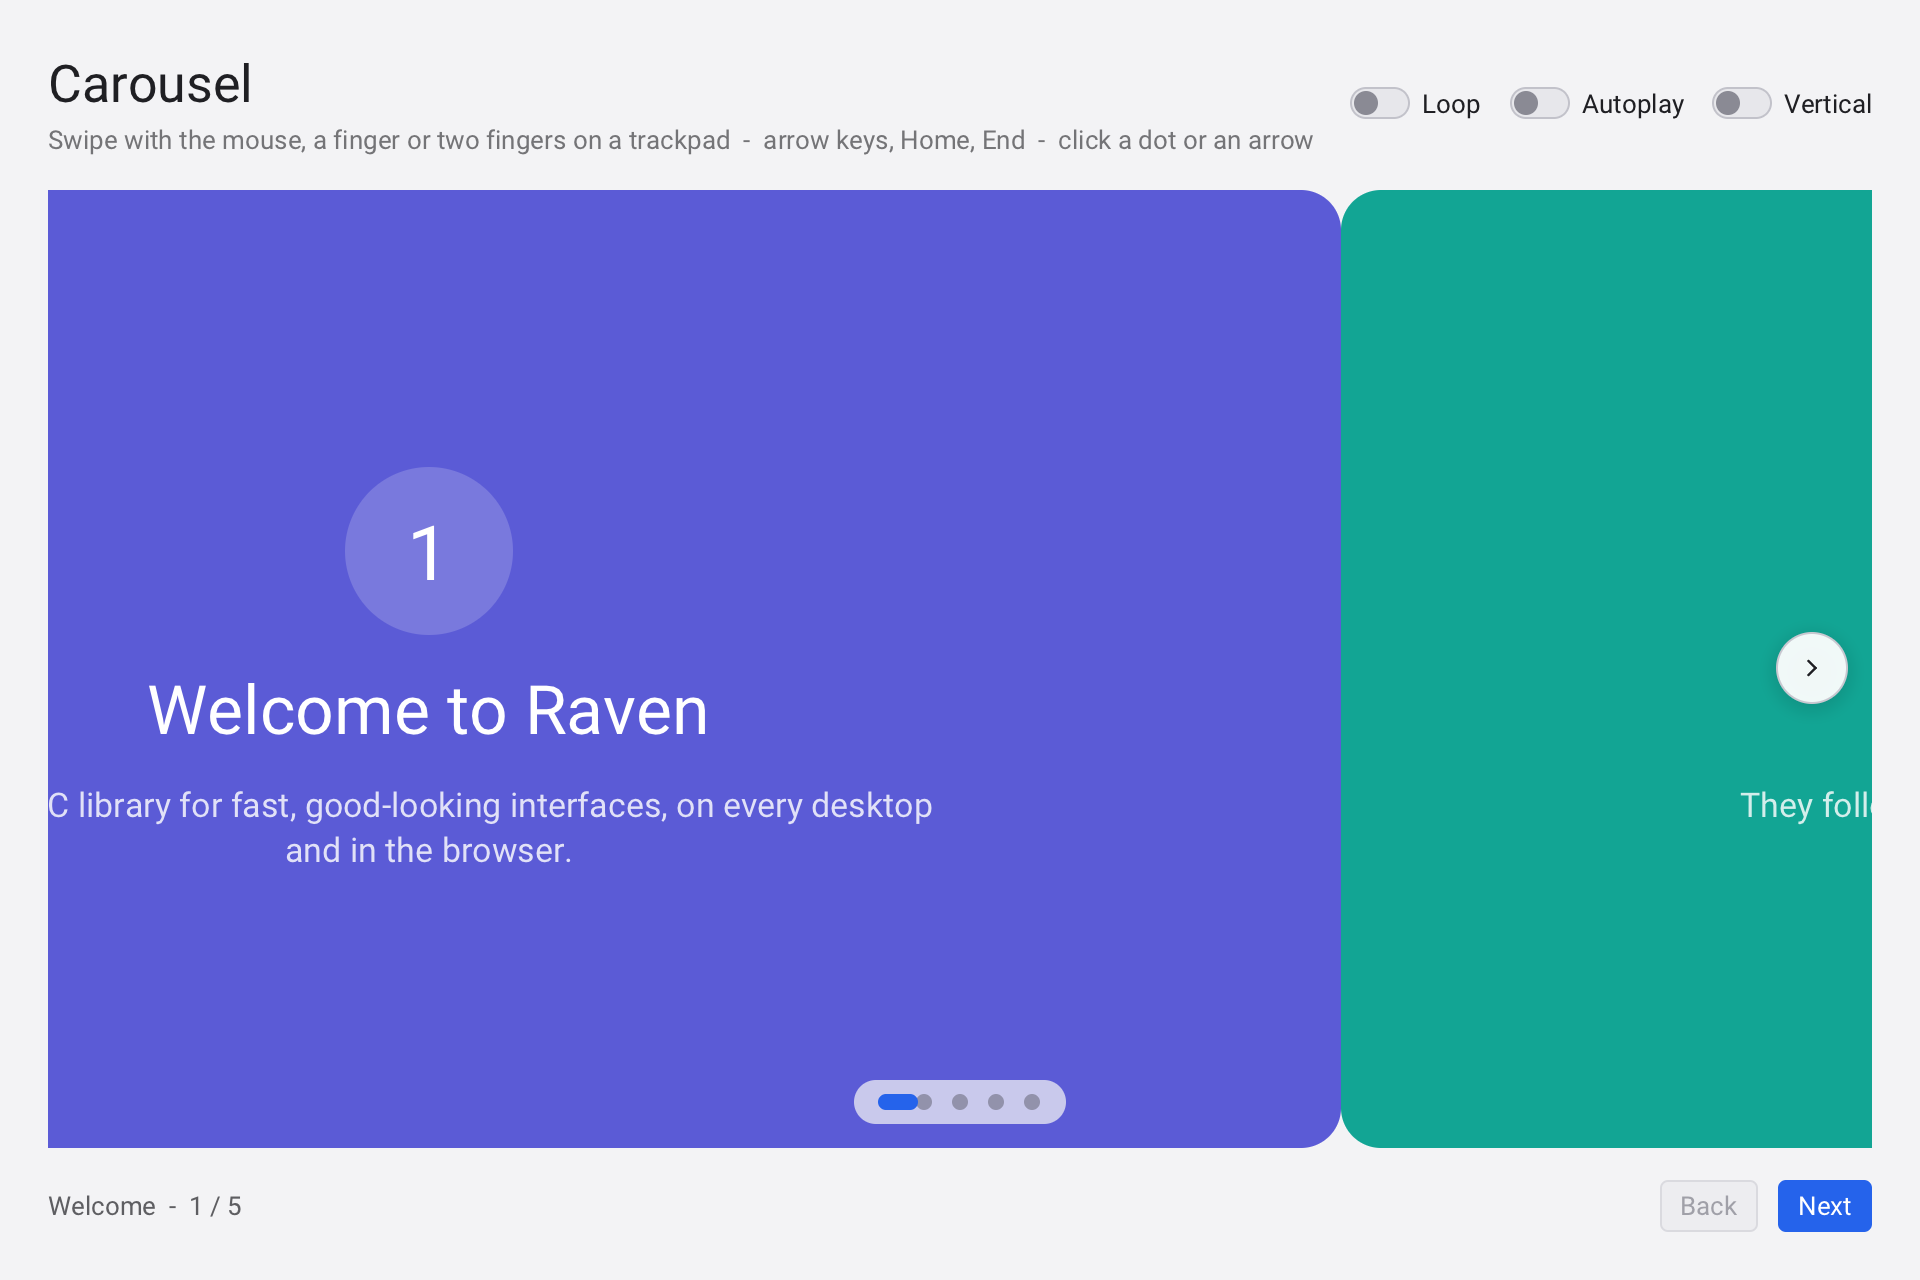 Carousel
Swipe with the mouse, a finger or two fingers on a trackpad - arrow keys, Home, End - click a dot or an arrow
Loop
Autoplay
Vertical
1
Welcome to Raven
C library for fast, good-looking interfaces, on every desktop
and in the browser.
They
Welcome - 1 / 5
Back
Next